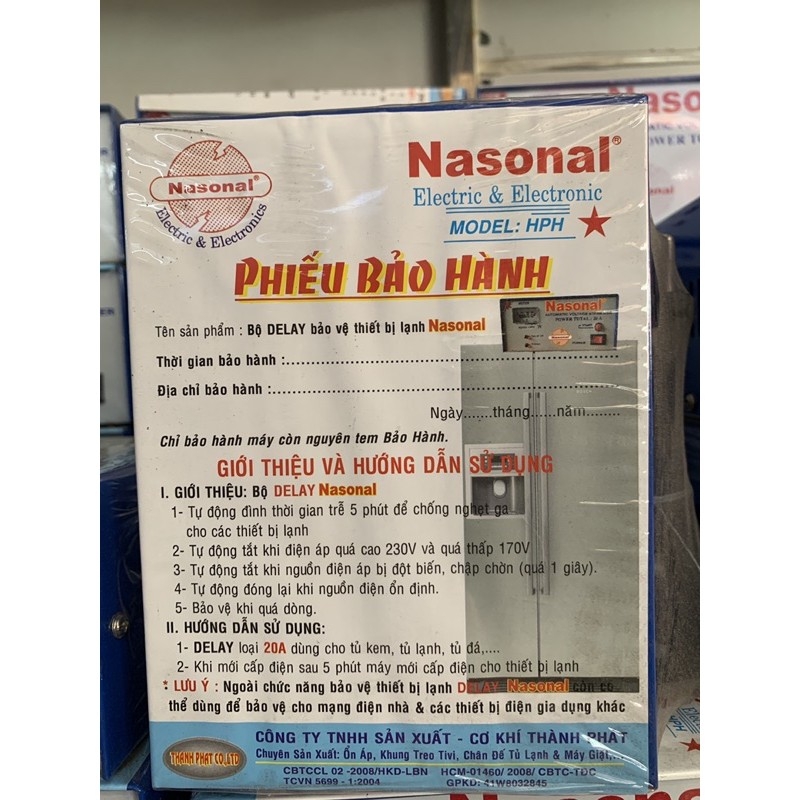 Nasonal®
Electric & Electronics
Nasonal®
Electric & Electronic
MODEL: HPH
PHIẾU BẢO HÀNH
Tên sản phẩm : Bộ DELAY bảo vệ thiết bị lạnh Nasonal
Nasonal
Thời gian bảo hành :
Địa chỉ bảo hành :
Ngày.......tháng......năm........
Chỉ bảo hành máy còn nguyên tem Bảo Hành.
GIỚI THIỆU VÀ HƯỚNG DẪN SỬ DỤNG
I. GIỚI THIỆU: Bộ DELAY Nasonal
1- Tự động đình thời gian trễ 5 phút để chống nghẹt ga
cho các thiết bị lạnh
2- Tự động tắt khi điện áp quá cao 230V và quá thấp 170V
3- Tự động tắt khi nguồn điện áp bị đột biến, chập chờn (quá 1 giây).
4- Tự động đóng lại khi nguồn điện ổn định.
5- Bảo vệ khi quá dòng.
II. HƯỚNG DẪN SỬ DỤNG:
1- DELAY loại 20A dùng cho tủ kem, tủ lạnh, tủ đá,....
2- Khi mới cấp điện sau 5 phút máy mới cấp điện cho thiết bị lạnh
* LƯU Ý : Ngoài chức năng bảo vệ thiết bị lạnh DELAY Nasonal còn có
thể dùng để bảo vệ cho mạng điện nhà & các thiết bị điện gia dụng khác
THANH PHAT CO.,LTD
CÔNG TY TNHH SẢN XUẤT - CƠ KHÍ THÀNH PHÁT
Chuyên Sản Xuất: Ổn Áp, Khung Treo Tivi, Chân Đế Tủ Lạnh & Máy Giặt,...
CBTCCL 02 -2008/HKD-LBN HCM-01460/ 2008/ CBTC-TĐC
TCVN 5699 - 1:2004 GPKD: 41W8032845
Nasonal
HPH